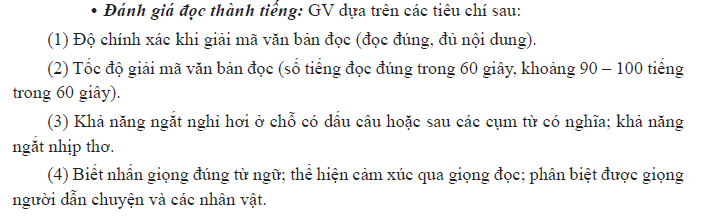 • Đánh giá đọc thành tiếng: GV dựa trên các tiêu chí sau:
(1) Độ chính xác khi giải mã văn bản đọc (đọc đúng, đủ nội dung).
(2) Tốc độ giải mã văn bản đọc (số tiếng đọc đúng trong 60 giây, khoảng 90 – 100 tiếng
trong 60 giây).
(3) Khả năng ngắt nghỉ hơi ở chỗ có dấu câu hoặc sau các cụm từ có nghĩa; khả năng
ngắt nhịp thơ.
(4) Biết nhấn giọng đúng từ ngữ; thể hiện cảm xúc qua giọng đọc; phân biệt được giọng
người dẫn chuyện và các nhân vật.